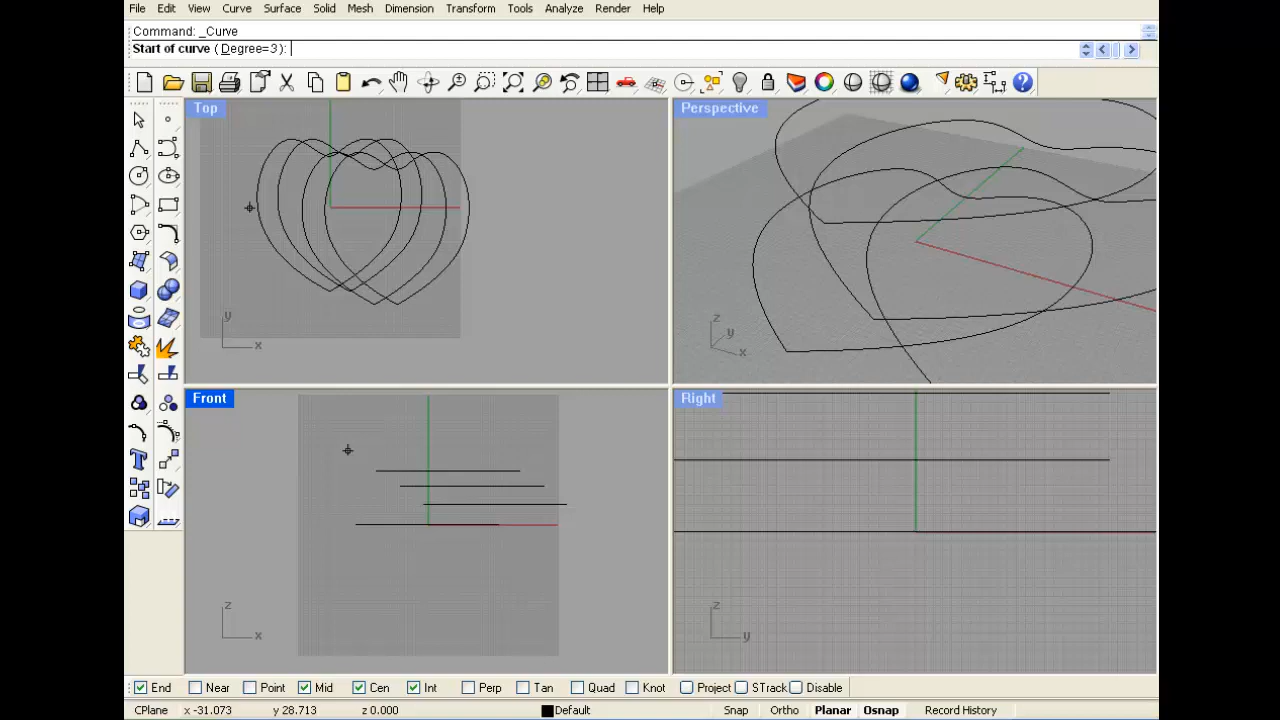 File Edit View Curve Surface Solid Mesh Dimension Transform Tools Analyze Render Help
Command: _Curve
Start of curve ( Degree=3 ):
Top
Perspective
z
y
x
y
x
Front
Right
z
x
z
y
End Near Point Mid Cen Int Perp Tan Quad Knot Project STrack Disable
CPlane x -31.073 y 28.713 z 0.000 Default Snap Ortho Planar Osnap Record History